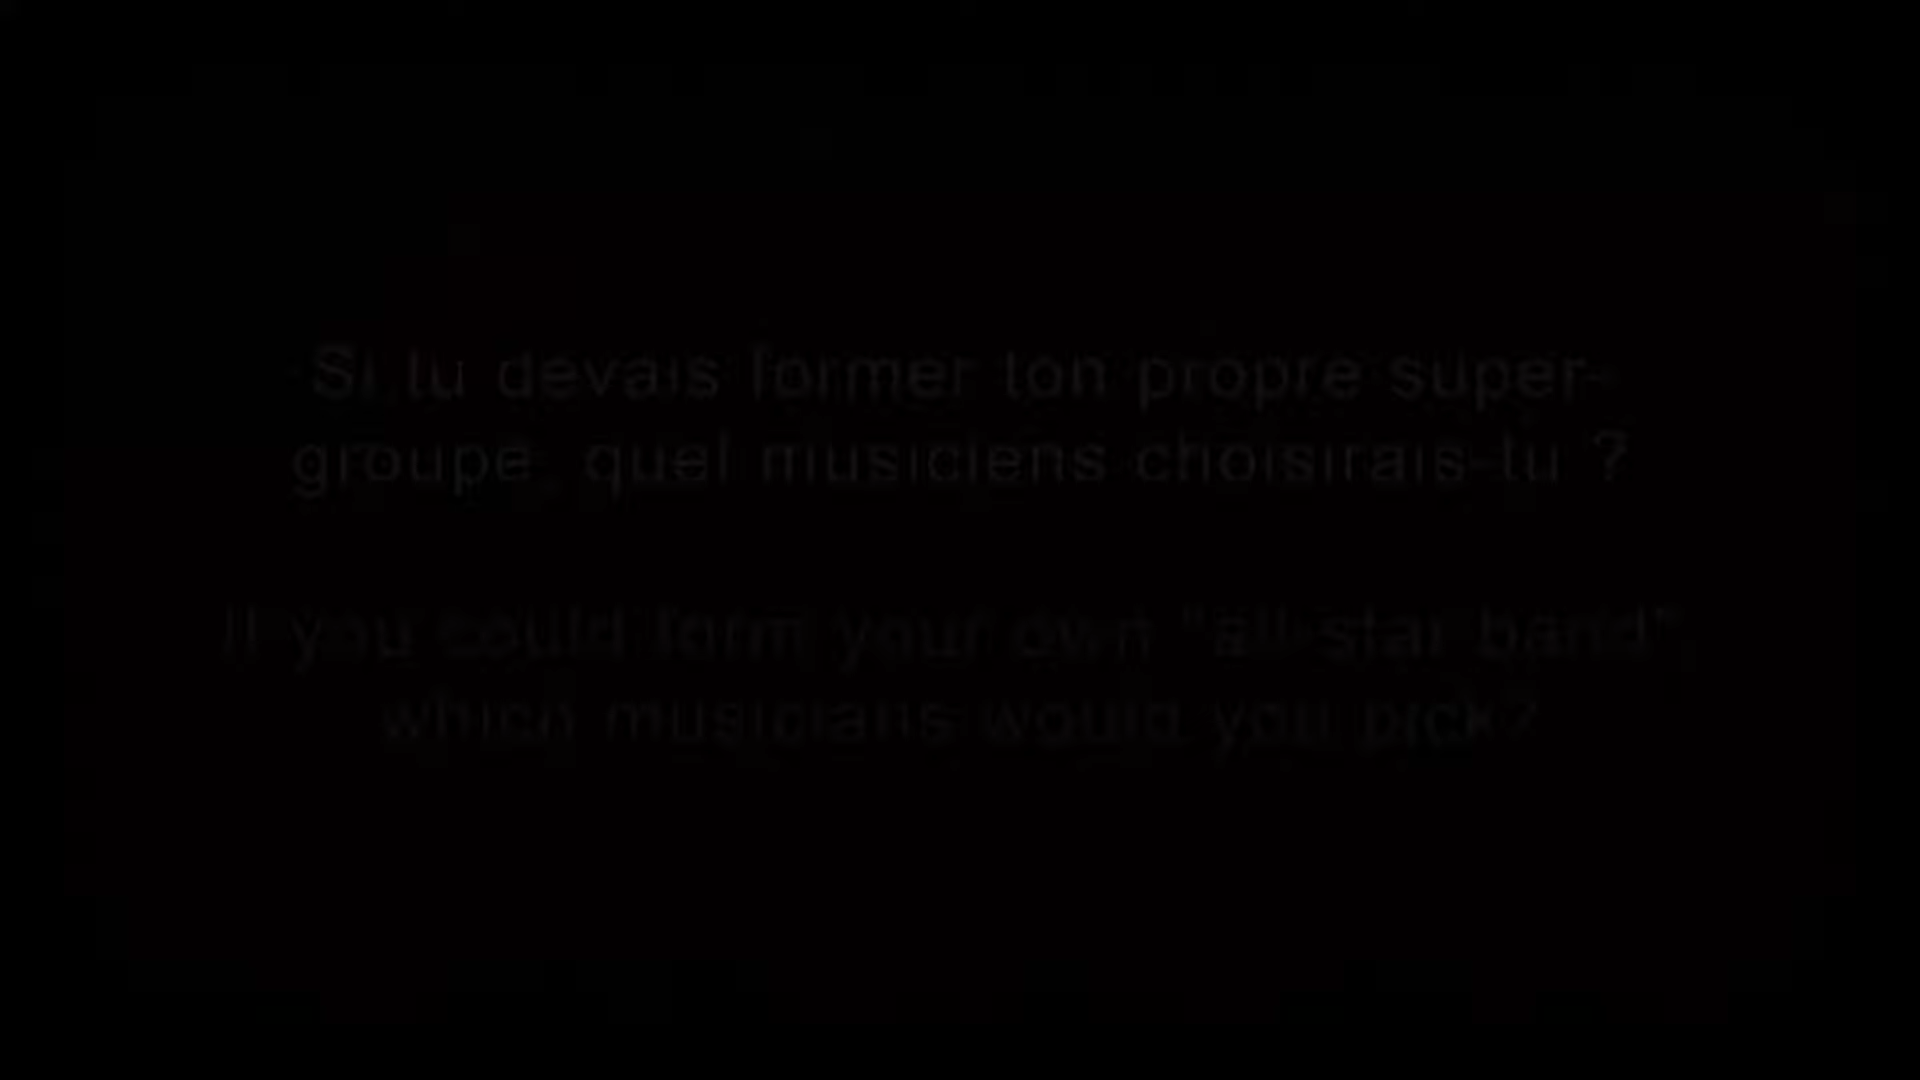 Si tu devais former ton propre super-
groupe, quel musiciens choisirais-tu ?
If you could form your own "all-star band",
which musicians would you pick?